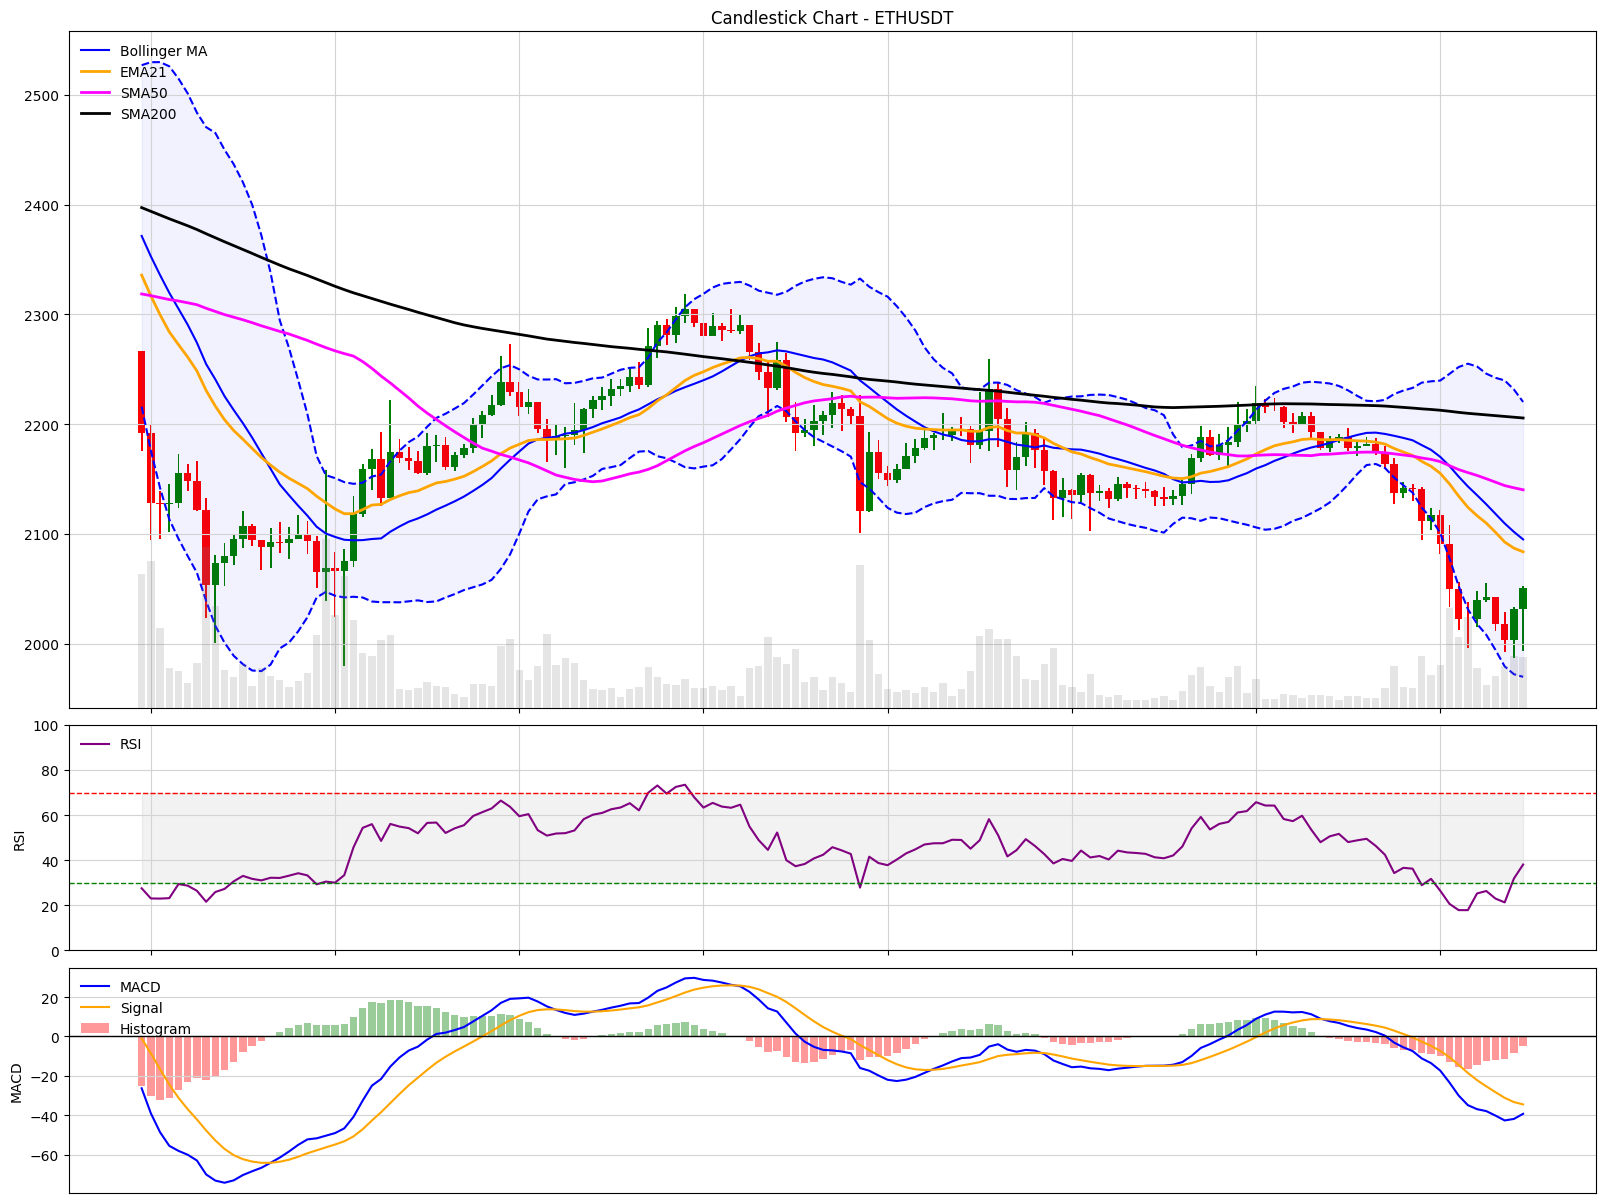 Candlestick Chart - ETHUSDT
Bollinger MA
EMA21
SMA50
SMA200
2500
2400
2300
2200
2100
2000
RSI
100
80
60
40
20
0
RSI
MACD
Signal
Histogram
20
0
−20
−40
−60
MACD